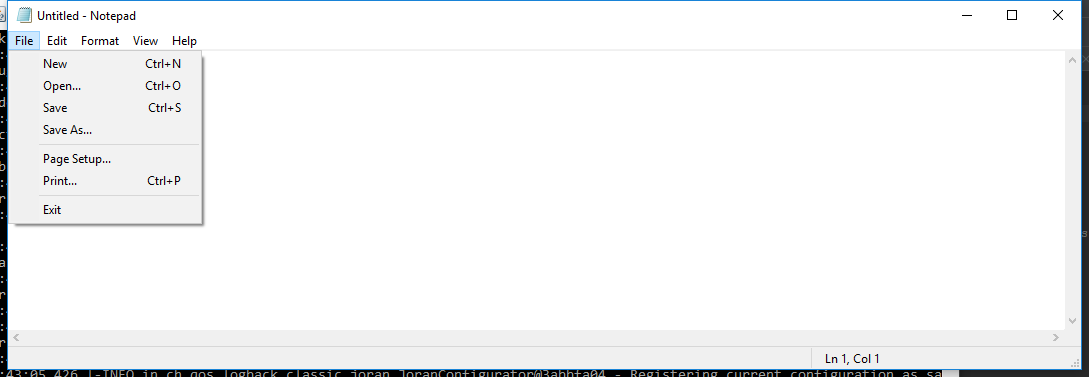 Untitled - Notepad
File Edit Format View Help
New Ctrl+N
Open... Ctrl+O
Save Ctrl+S
Save As...
Page Setup...
Print... Ctrl+P
Exit
Ln 1, Col 1
:43:05,426 |-INFO in ch.qos.logback.classic.joran.JoranConfigurator@3abbfa04 - Registering current configuration as sa